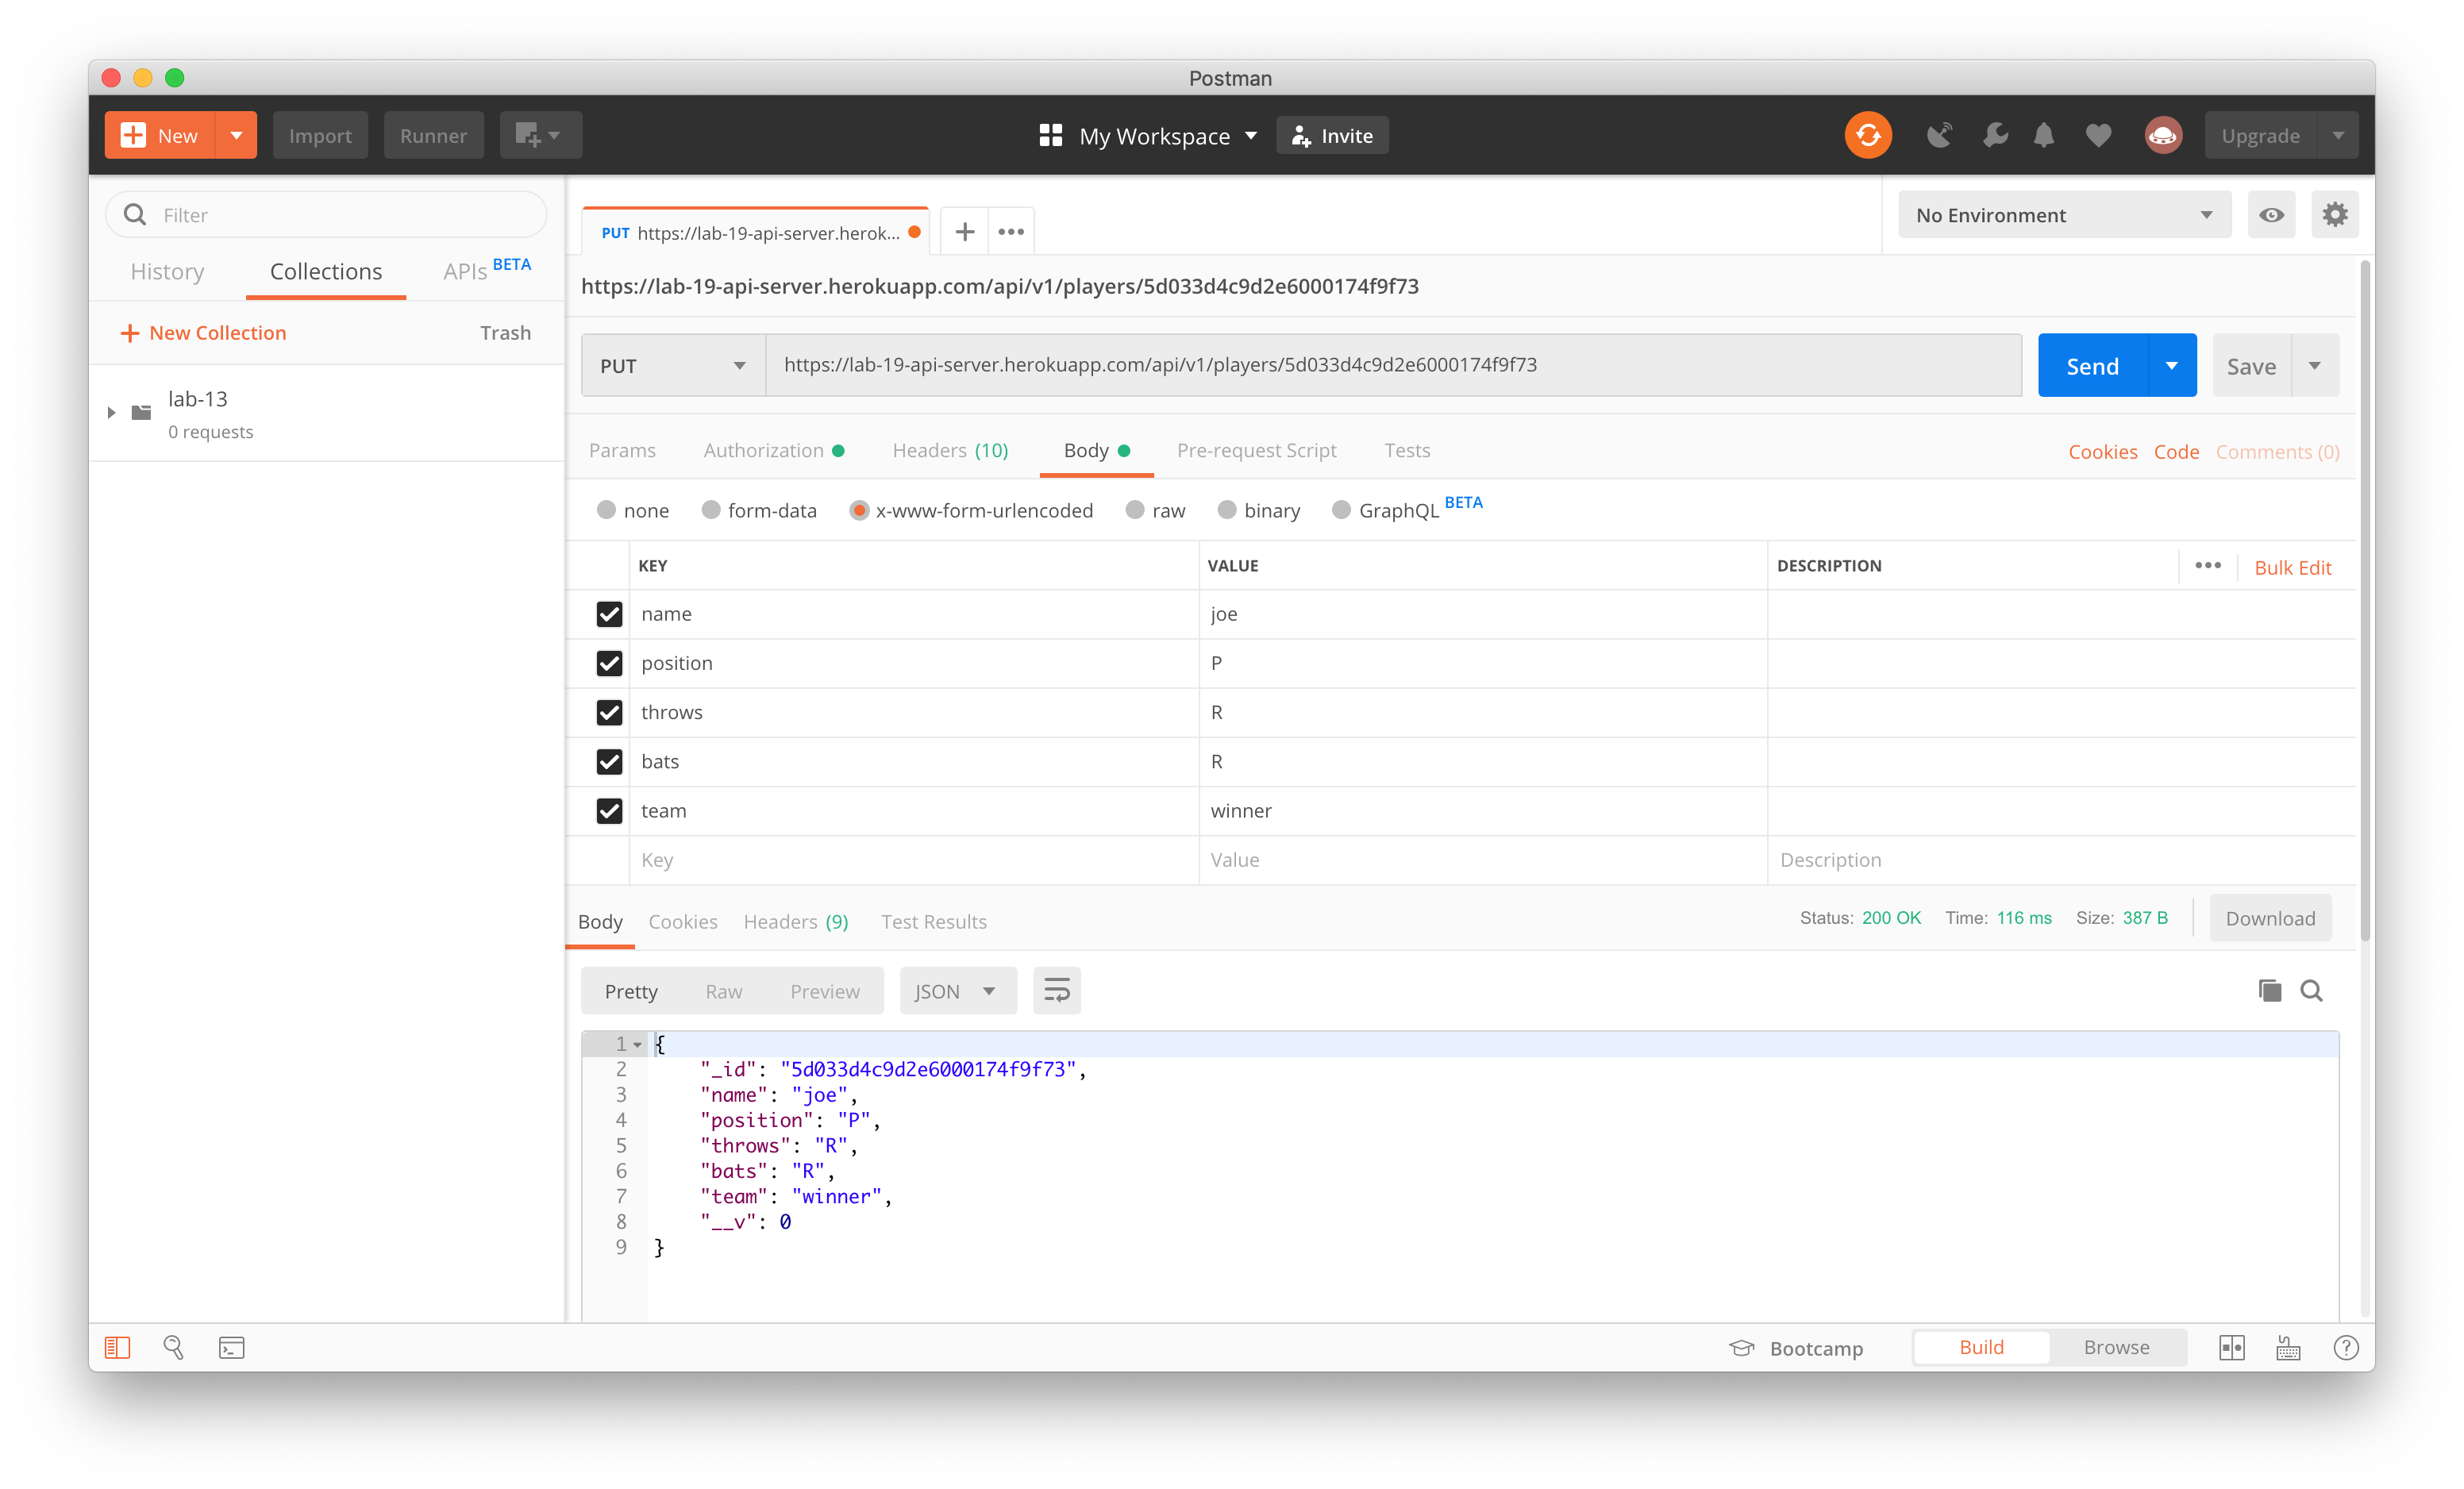 Postman
New Import Runner My Workspace Invite Upgrade
Filter
History Collections APIs BETA
+ New Collection Trash
lab-13
0 requests
PUT https://lab-19-api-server.herok... + •••
No Environment
https://lab-19-api-server.herokuapp.com/api/v1/players/5d033d4c9d2e6000174f9f73
PUT https://lab-19-api-server.herokuapp.com/api/v1/players/5d033d4c9d2e6000174f9f73 Send Save
Params Authorization Headers (10) Body Pre-request Script Tests Cookies Code Comments (0)
none form-data x-www-form-urlencoded raw binary GraphQL BETA
KEY VALUE DESCRIPTION ••• Bulk Edit
name joe
position P
throws R
bats R
team winner
Key Value Description
Body Cookies Headers (9) Test Results Status: 200 OK Time: 116 ms Size: 387 B Download
Pretty Raw Preview JSON
1 {
2 "_id": "5d033d4c9d2e6000174f9f73",
3 "name": "joe",
4 "position": "P",
5 "throws": "R",
6 "bats": "R",
7 "team": "winner",
8 "__v": 0
9 }
Bootcamp Build Browse ?